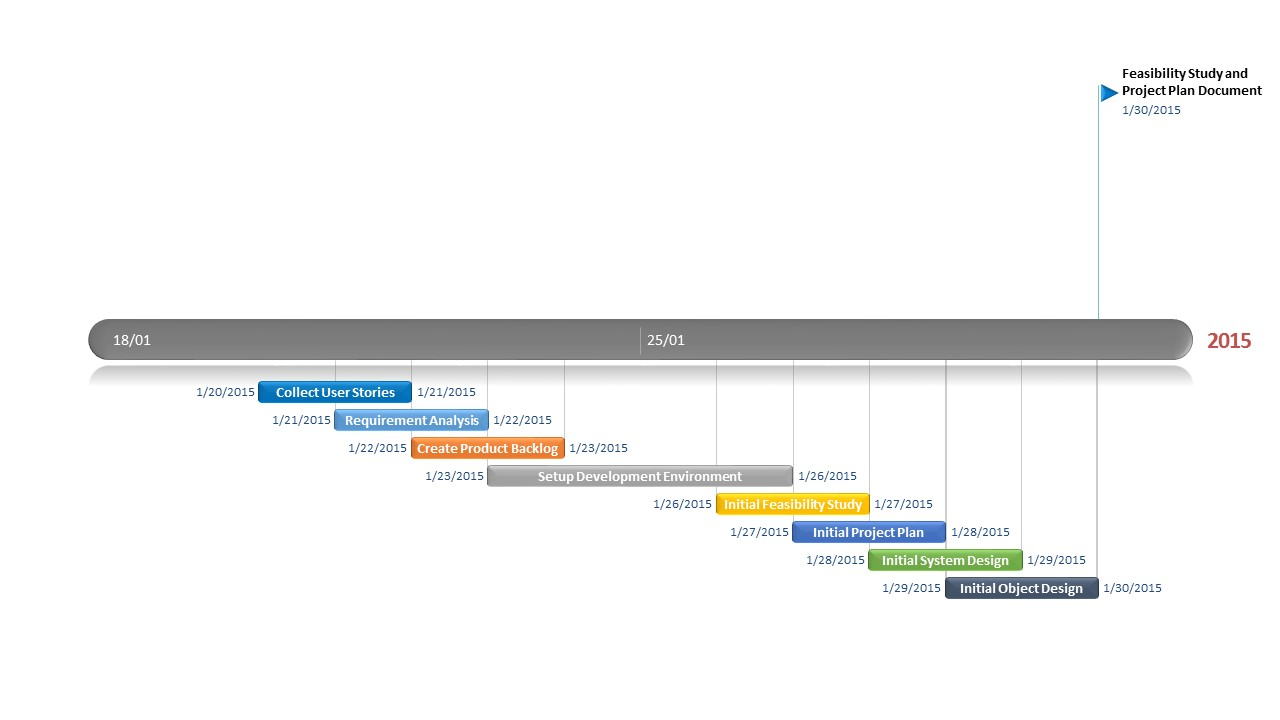 Feasibility Study and
Project Plan Document
1/30/2015
18/01
25/01
2015
1/20/2015 Collect User Stories 1/21/2015
1/21/2015 Requirement Analysis 1/22/2015
1/22/2015 Create Product Backlog 1/23/2015
1/23/2015 Setup Development Environment 1/26/2015
1/26/2015 Initial Feasibility Study 1/27/2015
1/27/2015 Initial Project Plan 1/28/2015
1/28/2015 Initial System Design 1/29/2015
1/29/2015 Initial Object Design 1/30/2015